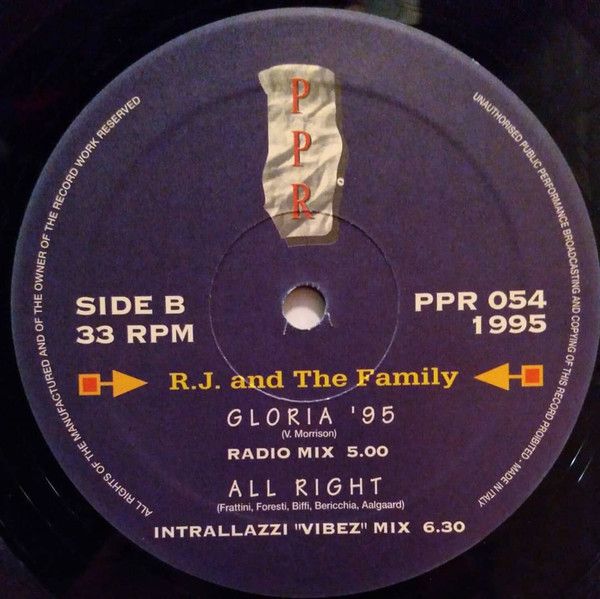 P
P
R
ALL RIGHTS OF THE MANUFACTURED AND OF THE OWNER OF THE RECORD WORK RESERVED
UNAUTHORISED PUBLIC PERFORMANCE BROADCASTING AND COPYING OF THIS RECORD PROHIBITED - MADE IN ITALY
SIDE B
33 RPM
PPR 054
1995
R.J. and The Family
GLORIA '95
(V. Morrison)
RADIO MIX 5.00
ALL RIGHT
(Frattini, Foresti, Biffi, Bericchia, Aalgaard)
INTRALLAZZI "VIBEZ" MIX 6.30